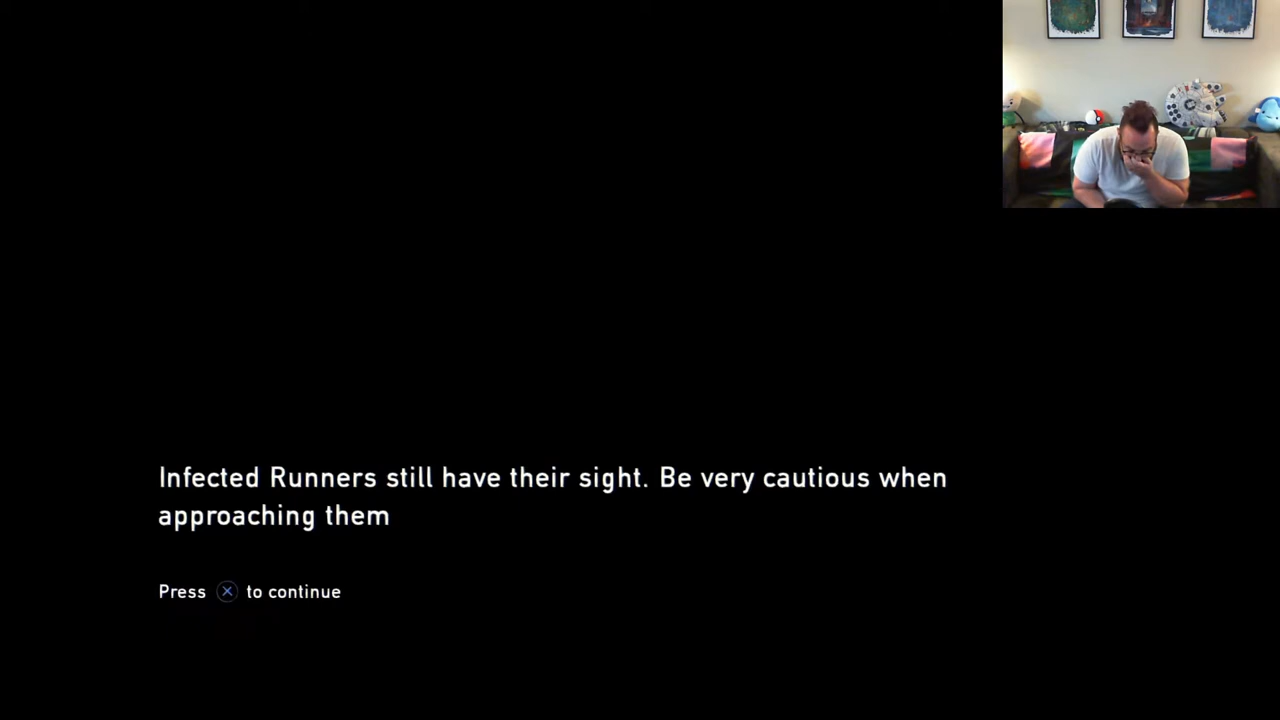 Infected Runners still have their sight. Be very cautious when
approaching them
Press ⓧ to continue